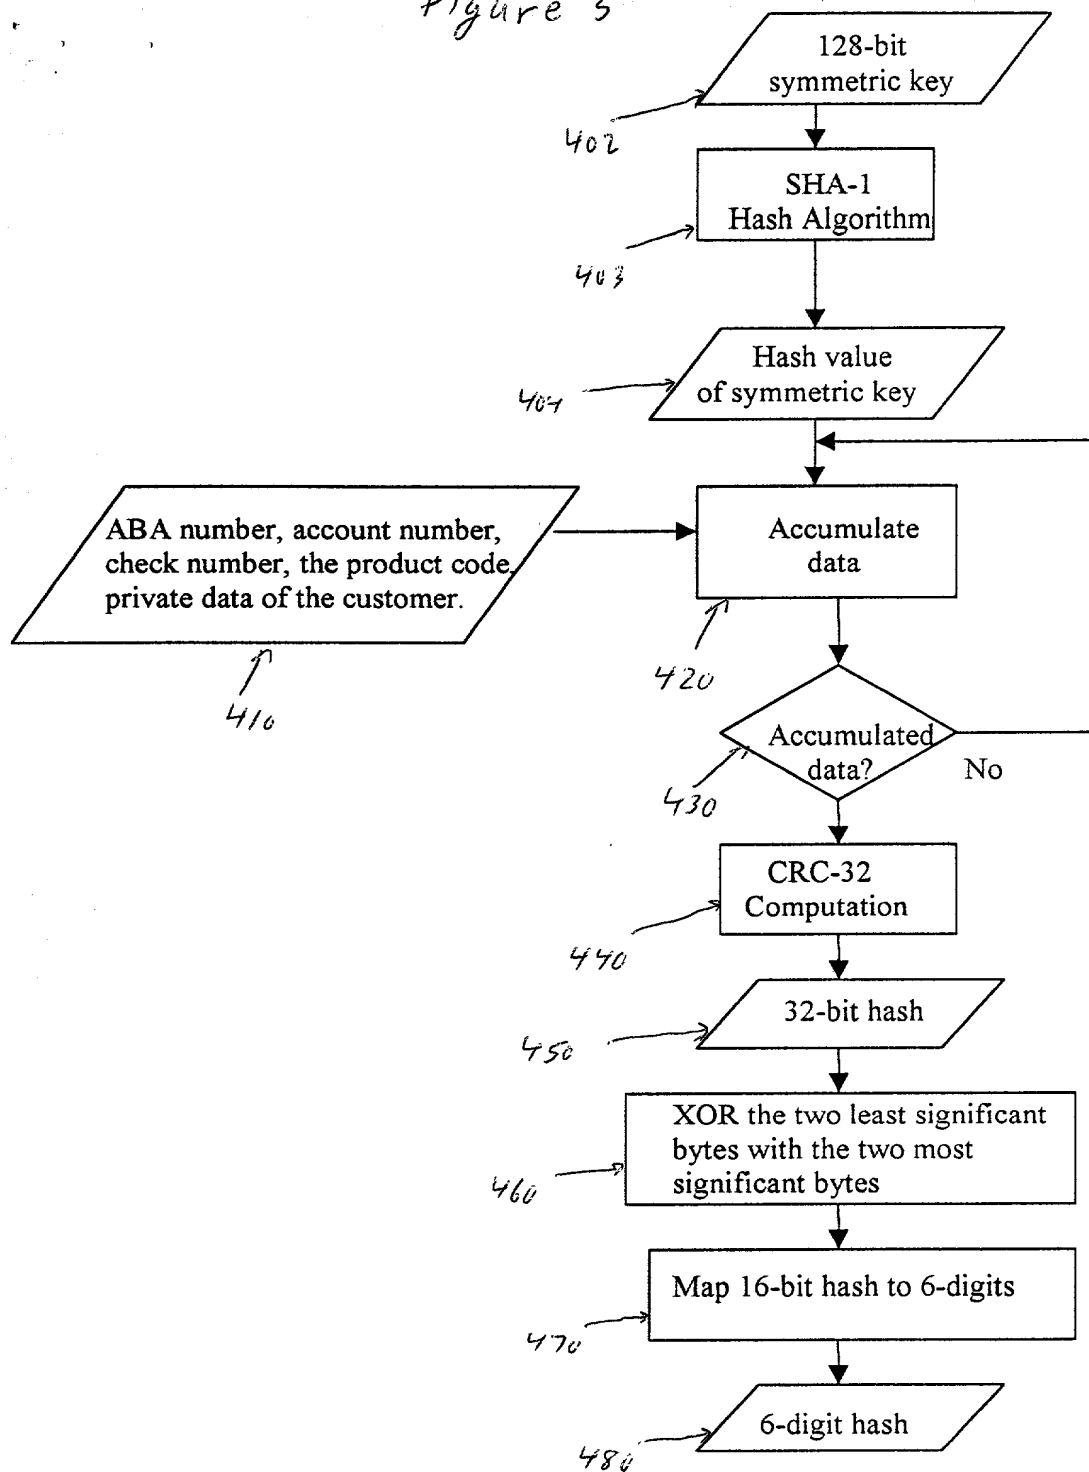 Figure 5
128-bit
symmetric key
402
SHA-1
Hash Algorithm
403
Hash value
of symmetric key
404
ABA number, account number,
check number, the product code,
private data of the customer.
410
Accumulate
data
420
Accumulated
data?
No
430
CRC-32
Computation
440
32-bit hash
450
XOR the two least significant
bytes with the two most
significant bytes
460
Map 16-bit hash to 6-digits
470
6-digit hash
480